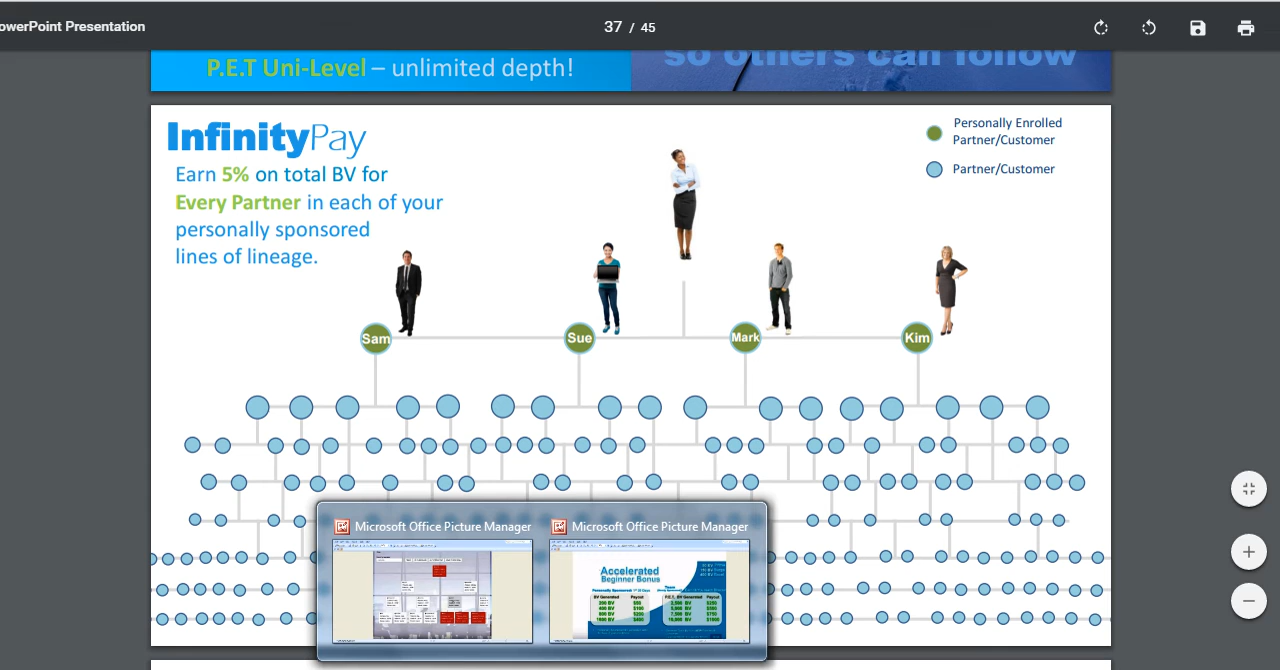 owerPoint Presentation
37 / 45
P.E.T Uni-Level – unlimited depth!
so others can follow
InfinityPay
Earn 5% on total BV for
Every Partner in each of your
personally sponsored
lines of lineage.
Personally Enrolled
Partner/Customer
Partner/Customer
Sam
Sue
Mark
Kim
Microsoft Office Picture Manager
Microsoft Office Picture Manager
Accelerated
Beginner Bonus